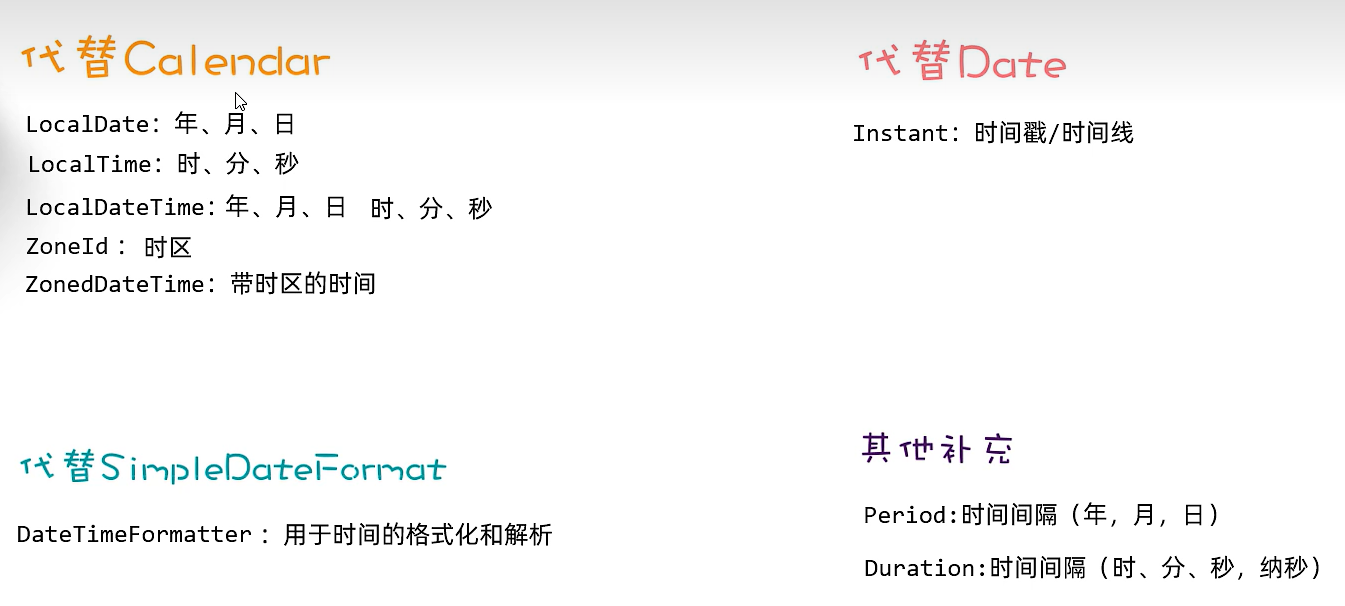 代替Calendar
LocalDate：年、月、日
LocalTime：时、分、秒
LocalDateTime：年、月、日 时、分、秒
ZoneId： 时区
ZonedDateTime：带时区的时间
代替Date
Instant：时间戳/时间线
代替SimpleDateFormat
DateTimeFormatter： 用于时间的格式化和解析
其他补充
Period:时间间隔（年，月，日）
Duration:时间间隔（时、分、秒，纳秒）